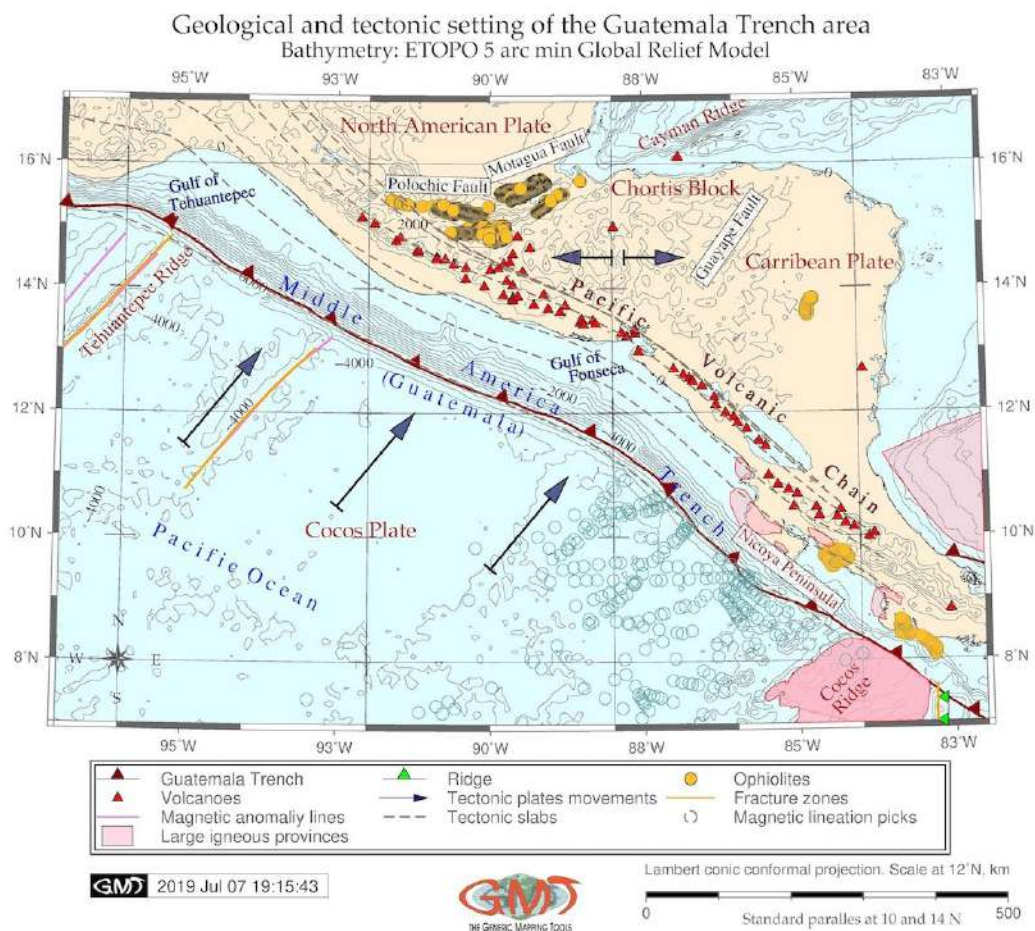 Geological and tectonic setting of the Guatemala Trench area
Bathymetry: ETOPO 5 arc min Global Relief Model
95°W
93°W
90°W
88°W
85°W
83°W
North American Plate
Cayman Ridge
16°N
16°N
0
Motagua Fault
Gulf of
Tehuantepec
Polochic Fault
Chortis Block
0
2000
Guayape Fault
14°N
14°N
Carribean Plate
Tehuantepec Ridge
Pacific
Volcanic
Chain
Middle
America
(Guatemala)
Trench
-4000
-4000
Gulf of
Fonseca
0
2000
12°N
12°N
-4000
-4000
-4000
10°N
10°N
Cocos Plate
Pacific Ocean
Nicoya Peninsula
N
W
E
S
8°N
8°N
Cocos
Ridge
95°W
93°W
90°W
88°W
85°W
83°W
Guatemala Trench
Ridge
Ophiolites
Volcanoes
Tectonic plates movements
Fracture zones
Magnetic anomaliy lines
Tectonic slabs
Magnetic lineation picks
Large igneous provinces
GMT 2019 Jul 07 19:15:43
GMT
THE GENERIC MAPPING TOOLS
Lambert conic conformal projection. Scale at 12°N, km
0
500
Standard paralles at 10 and 14 N